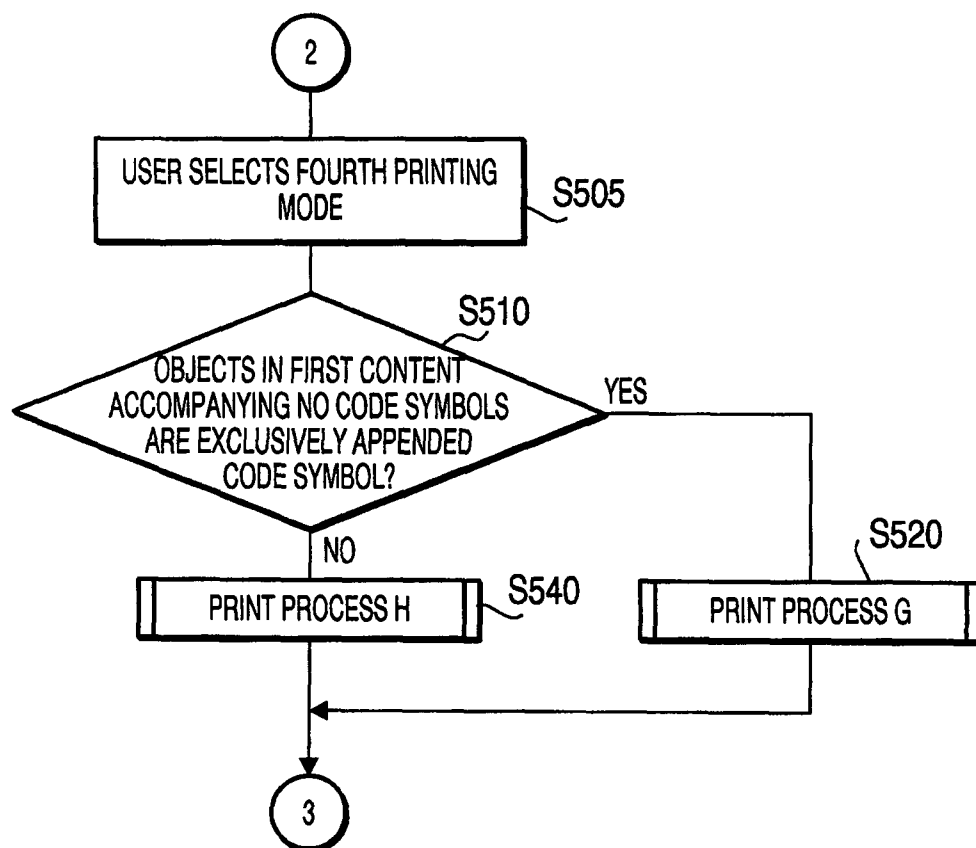 2
USER SELECTS FOURTH PRINTING
MODE
S505
S510
OBJECTS IN FIRST CONTENT
ACCOMPANYING NO CODE SYMBOLS
ARE EXCLUSIVELY APPENDED
CODE SYMBOL?
YES
NO
S520
PRINT PROCESS H
S540
PRINT PROCESS G
3